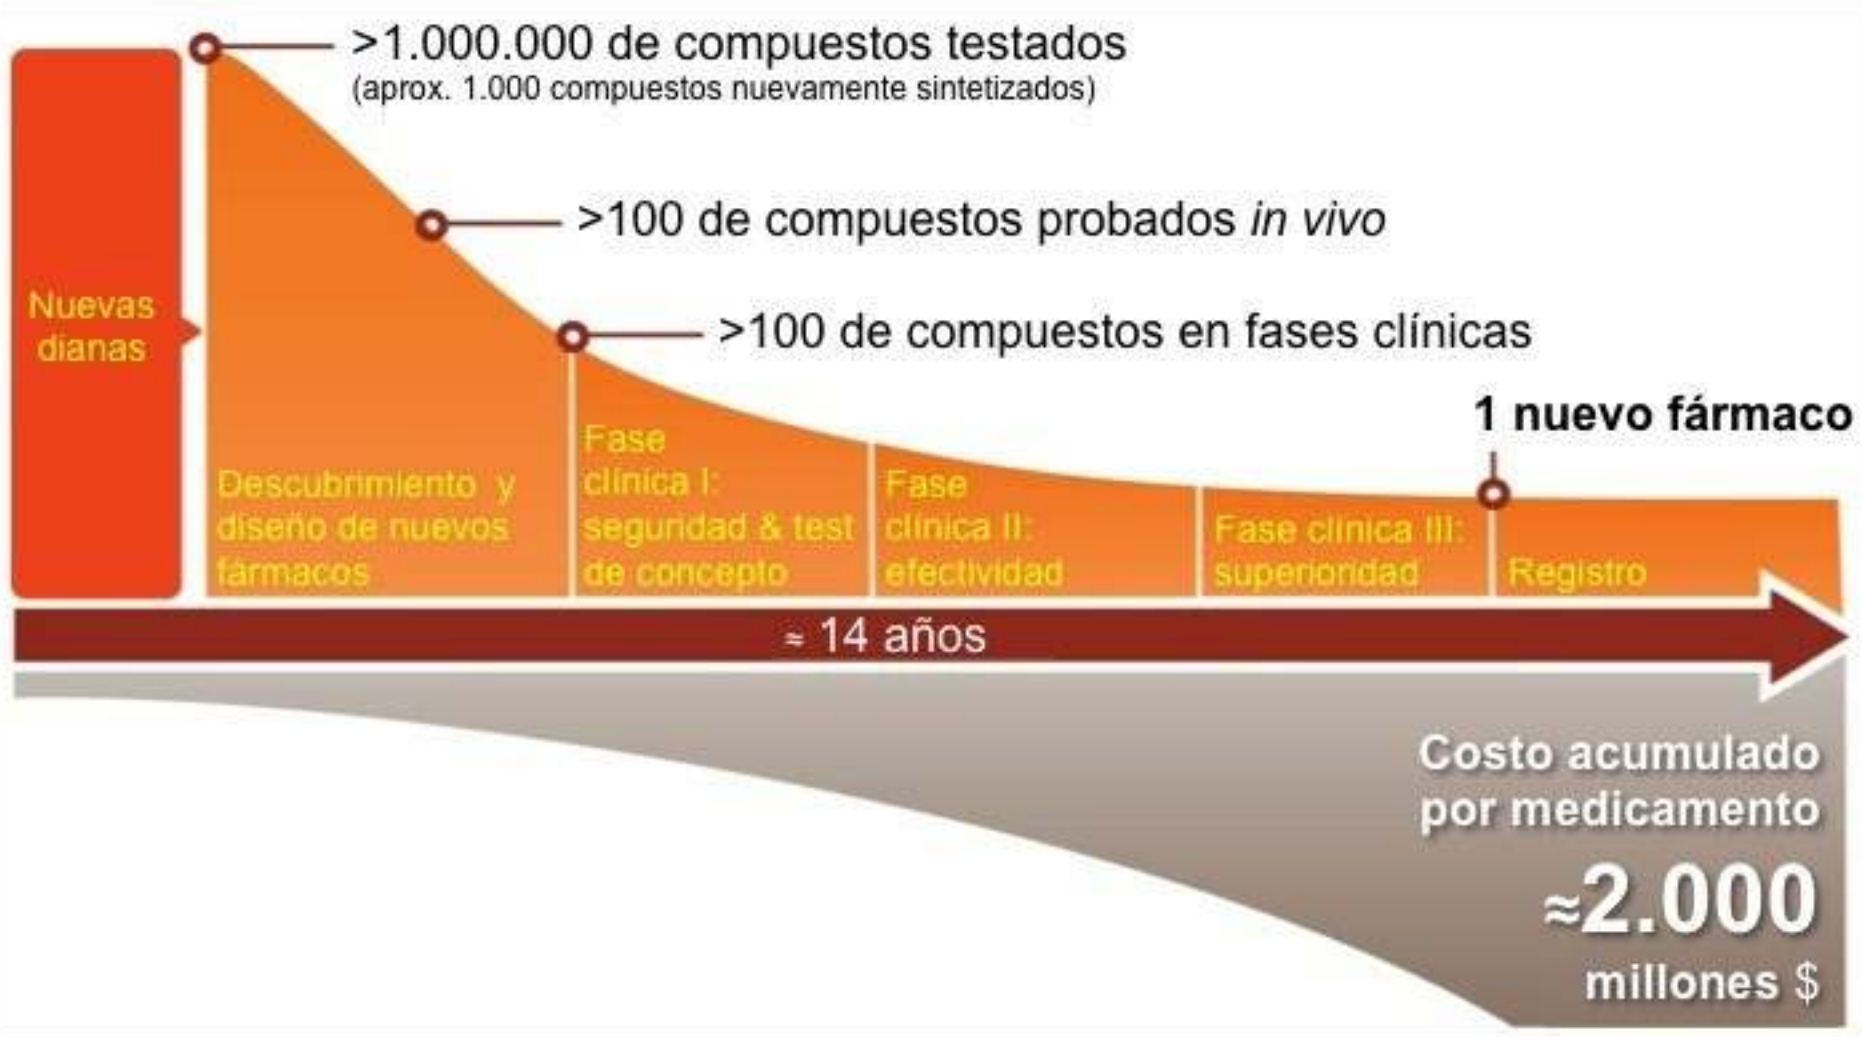 >1.000.000 de compuestos testados
(aprox. 1.000 compuestos nuevamente sintetizados)
>100 de compuestos probados in vivo
>100 de compuestos en fases clínicas
1 nuevo fármaco
Nuevas
dianas
Descubrimiento y
diseño de nuevos
fármacos
Fase
clínica I:
seguridad & test
de concepto
Fase
clínica II:
efectividad
Fase clínica III:
superioridad
Registro
≈ 14 años
Costo acumulado
por medicamento
≈2.000
millones $